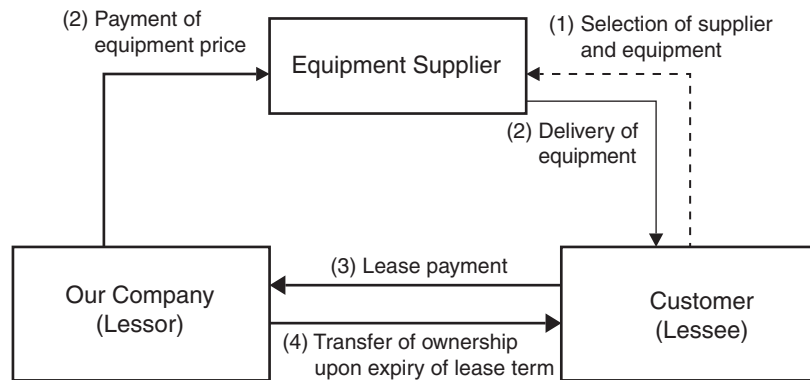 (2) Payment of
equipment price
Equipment Supplier
(1) Selection of supplier
and equipment
(2) Delivery of
equipment
Our Company
(Lessor)
(3) Lease payment
(4) Transfer of ownership
upon expiry of lease term
Customer
(Lessee)